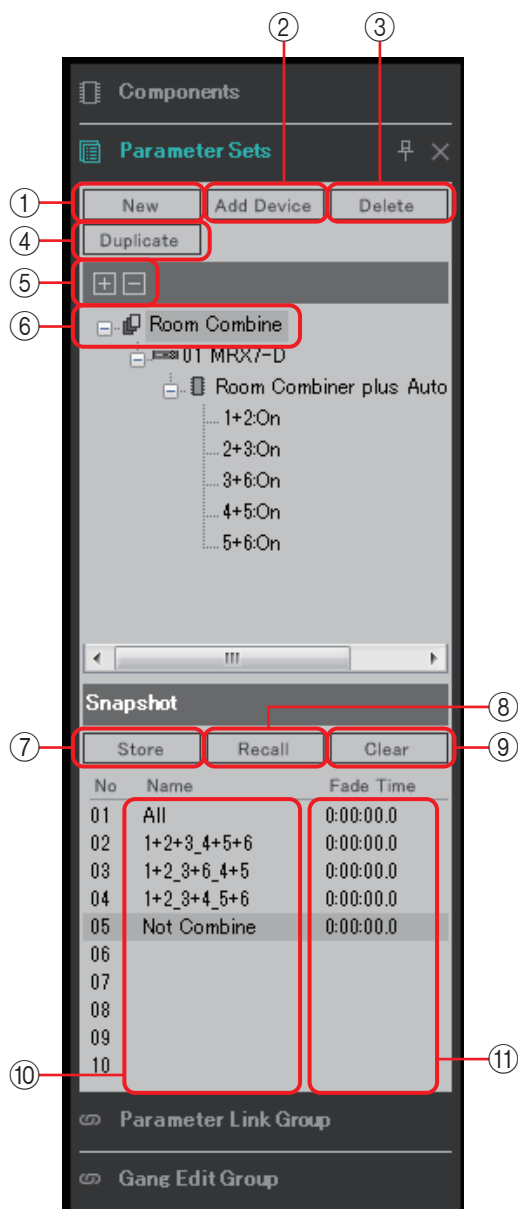 ② ③
Components
Parameter Sets
① New Add Device Delete
④ Duplicate
⑤
⑥ Room Combine
01 MRX7-D
Room Combiner plus Auto
1+2:On
2+3:On
3+6:On
4+5:On
5+6:On
Snapshot
⑧
⑦ Store Recall Clear ⑨
No Name Fade Time
01 All 0:00:00.0
02 1+2+3_4+5+6 0:00:00.0
03 1+2_3+6_4+5 0:00:00.0
04 1+2_3+4_5+6 0:00:00.0
05 Not Combine 0:00:00.0
06
07
08
09
10
⑩ ⑪
Parameter Link Group
Gang Edit Group